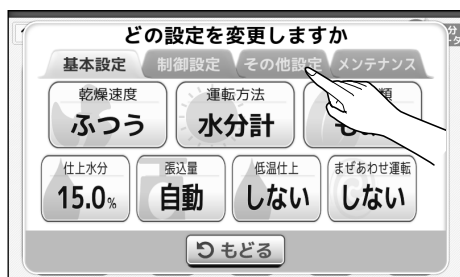 どの設定を変更しますか
基本設定 制御設定 その他設定 メンテナンス
乾燥速度 運転方法 類
ふつう 水分計 も
仕上水分 張込量 低温仕上 まぜあわせ運転
15.0% 自動 しない しない
もどる